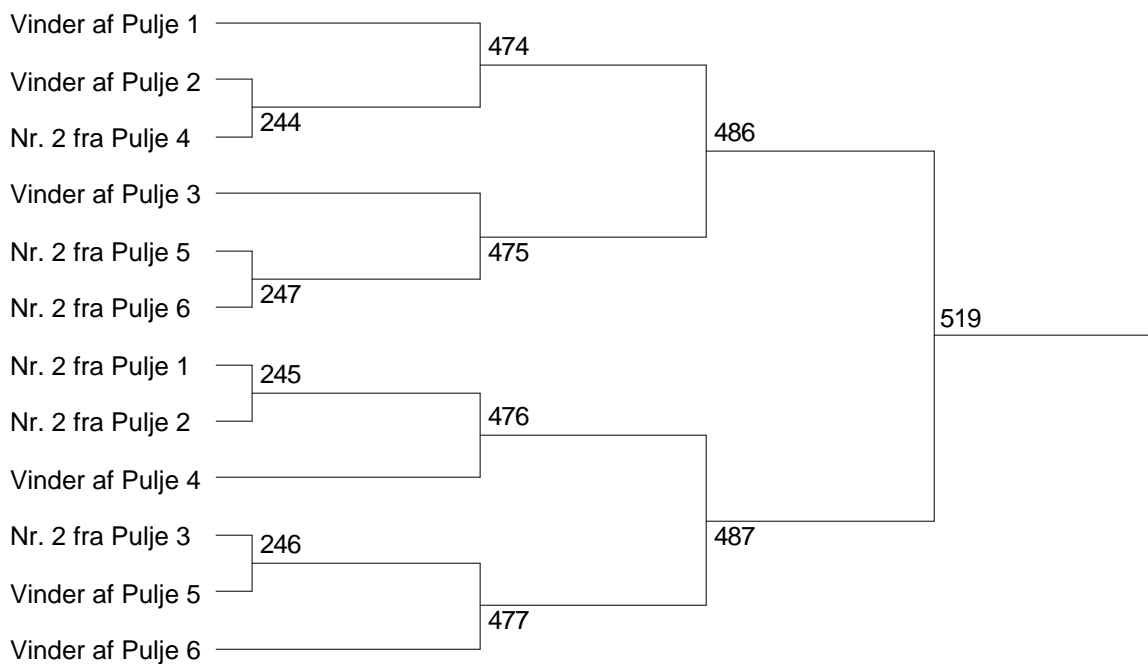 Vinder af Pulje 1
474
Vinder af Pulje 2
244
Nr. 2 fra Pulje 4
486
Vinder af Pulje 3
Nr. 2 fra Pulje 5
475
247
Nr. 2 fra Pulje 6
519
Nr. 2 fra Pulje 1
245
Nr. 2 fra Pulje 2
476
Vinder af Pulje 4
Nr. 2 fra Pulje 3
246
487
Vinder af Pulje 5
477
Vinder af Pulje 6